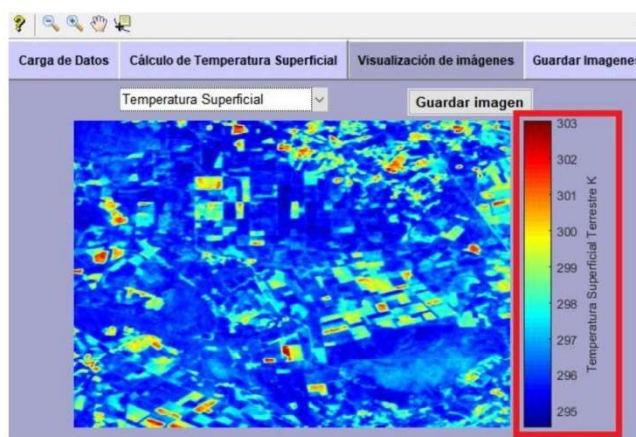 Carga de Datos
Cálculo de Temperatura Superficial
Visualización de imágenes
Guardar Imagenes
Temperatura Superficial
Guardar imagen
303
302
301
300
299
298
297
296
295
Temperatura Superficial Terrestre K